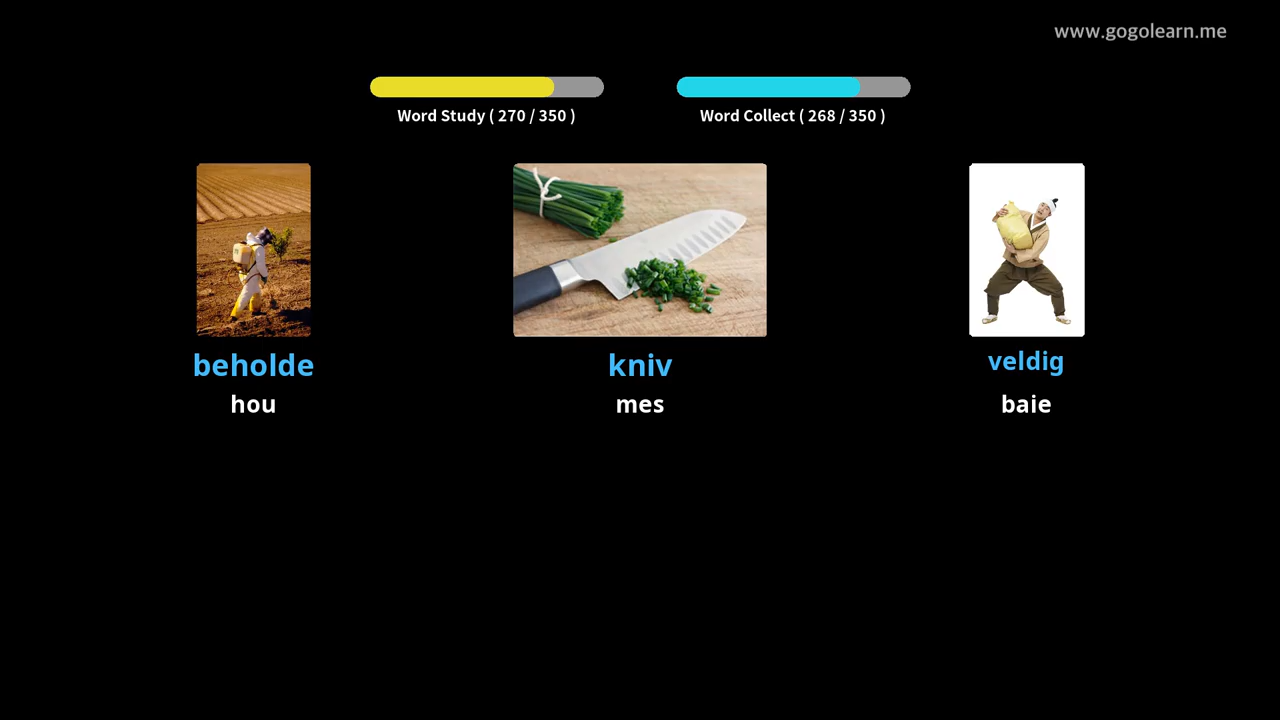 www.gogolearn.me
Word Study ( 270 / 350 )
Word Collect ( 268 / 350 )
beholde
kniv
veldig
hou
mes
baie